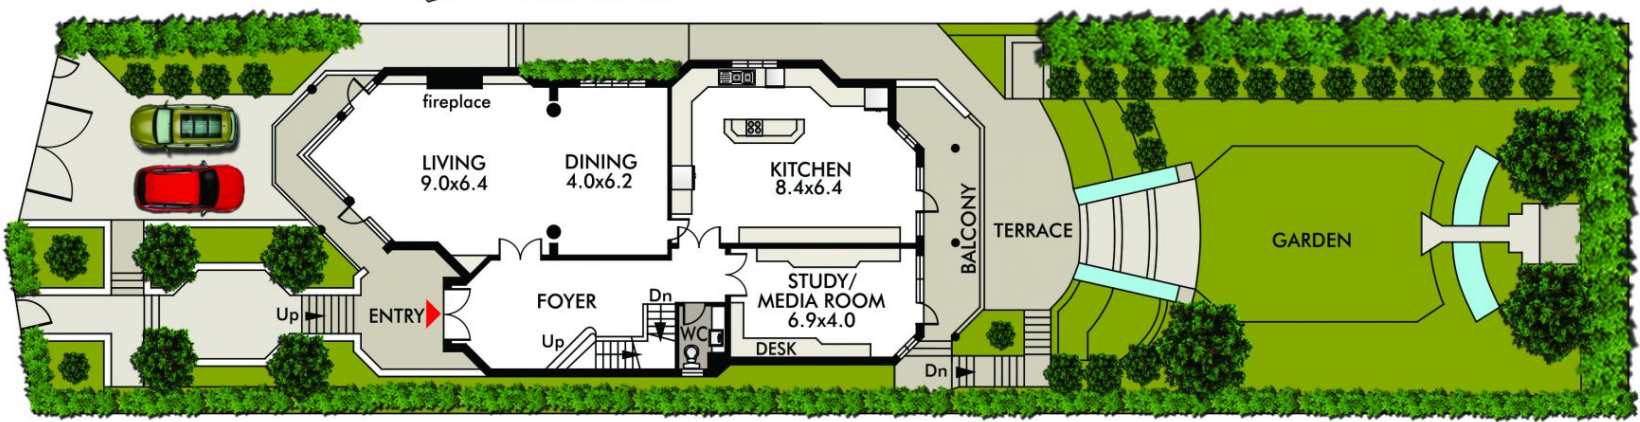 fireplace
LIVING
9.0x6.4
DINING
4.0x6.2
KITCHEN
8.4x6.4
BALCONY
TERRACE
GARDEN
Up
ENTRY
FOYER
Up
Dn
WC
STUDY/
MEDIA ROOM
6.9x4.0
DESK
Dn